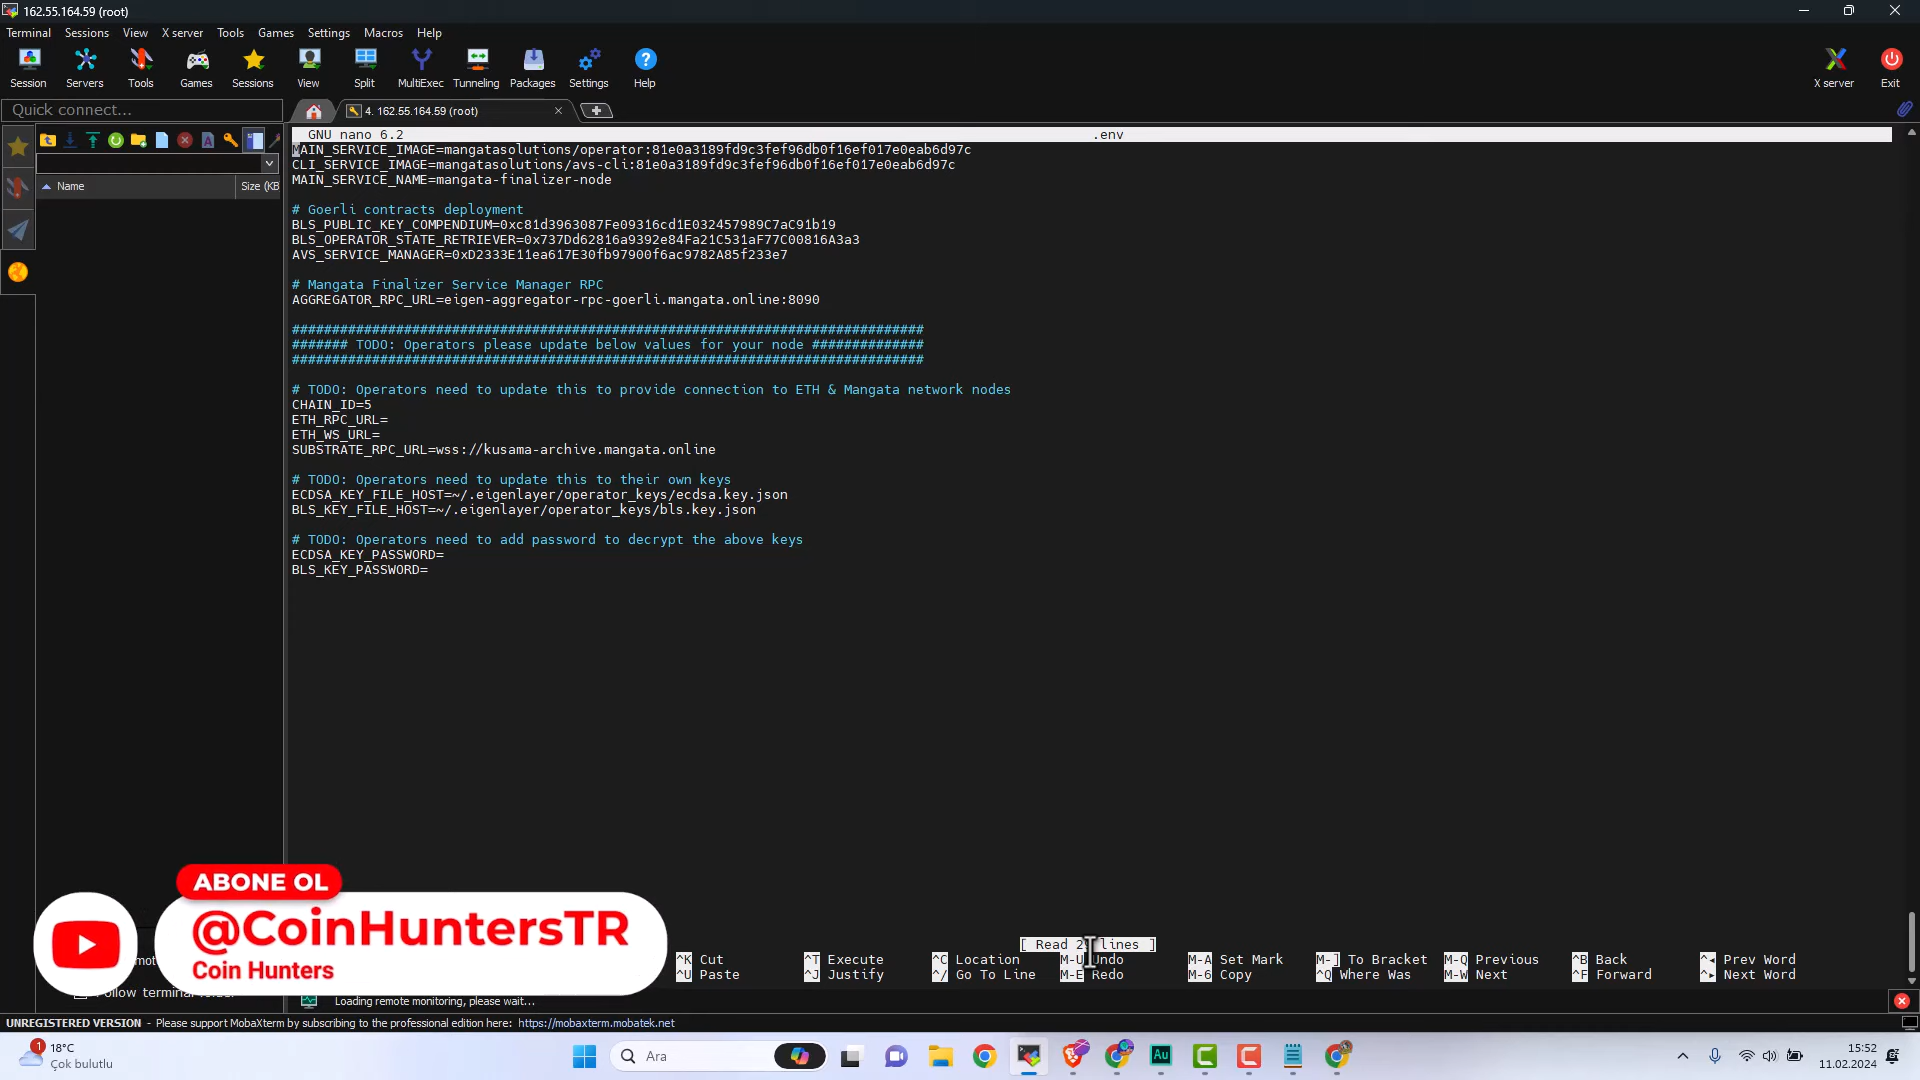 162.55.164.59 (root)
Terminal Sessions View X server Tools Games Settings Macros Help
Session Servers Tools Games Sessions View Split MultiExec Tunneling Packages Settings Help X server Exit
Quick connect...
4. 162.55.164.59 (root)
Name Size (KB
GNU nano 6.2 .env
MAIN_SERVICE_IMAGE=mangatasolutions/operator:81e0a3189fd9c3fef96db0f16ef017e0eab6d97c
CLI_SERVICE_IMAGE=mangatasolutions/avs-cli:81e0a3189fd9c3fef96db0f16ef017e0eab6d97c
MAIN_SERVICE_NAME=mangata-finalizer-node
# Goerli contracts deployment
BLS_PUBLIC_KEY_COMPENDIUM=0xc81d3963087Fe09316cd1E032457989C7aC91b19
BLS_OPERATOR_STATE_RETRIEVER=0x737Dd62816a9392e84Fa21C531aF77C00816A3a3
AVS_SERVICE_MANAGER=0xD2333E11ea617E30fb97900f6ac9782A85f233e7
# Mangata Finalizer Service Manager RPC
AGGREGATOR_RPC_URL=eigen-aggregator-rpc-goerli.mangata.online:8090
###############################################################################
####### TODO: Operators please update below values for your node ##############
###############################################################################
# TODO: Operators need to update this to provide connection to ETH & Mangata network nodes
CHAIN_ID=5
ETH_RPC_URL=
ETH_WS_URL=
SUBSTRATE_RPC_URL=wss://kusama-archive.mangata.online
# TODO: Operators need to update this to their own keys
ECDSA_KEY_FILE_HOST=~/.eigenlayer/operator_keys/ecdsa.key.json
BLS_KEY_FILE_HOST=~/.eigenlayer/operator_keys/bls.key.json
# TODO: Operators need to add password to decrypt the above keys
ECDSA_KEY_PASSWORD=
BLS_KEY_PASSWORD=
ABONE OL
@CoinHuntersTR
Coin Hunters
[ Read 2 lines ]
^K Cut ^T Execute ^C Location M-U Undo M-A Set Mark M-] To Bracket M-Q Previous ^B Back ^◂ Prev Word
^U Paste ^J Justify ^/ Go To Line M-E Redo M-6 Copy ^Q Where Was M-W Next ^F Forward ^▸ Next Word
Follow terminal
Loading remote monitoring, please wait...
UNREGISTERED VERSION - Please support MobaXterm by subscribing to the professional edition here: https://mobaxterm.mobatek.net
1
18°C
Çok bulutlu
Ara
Au
15:52
11.02.2024